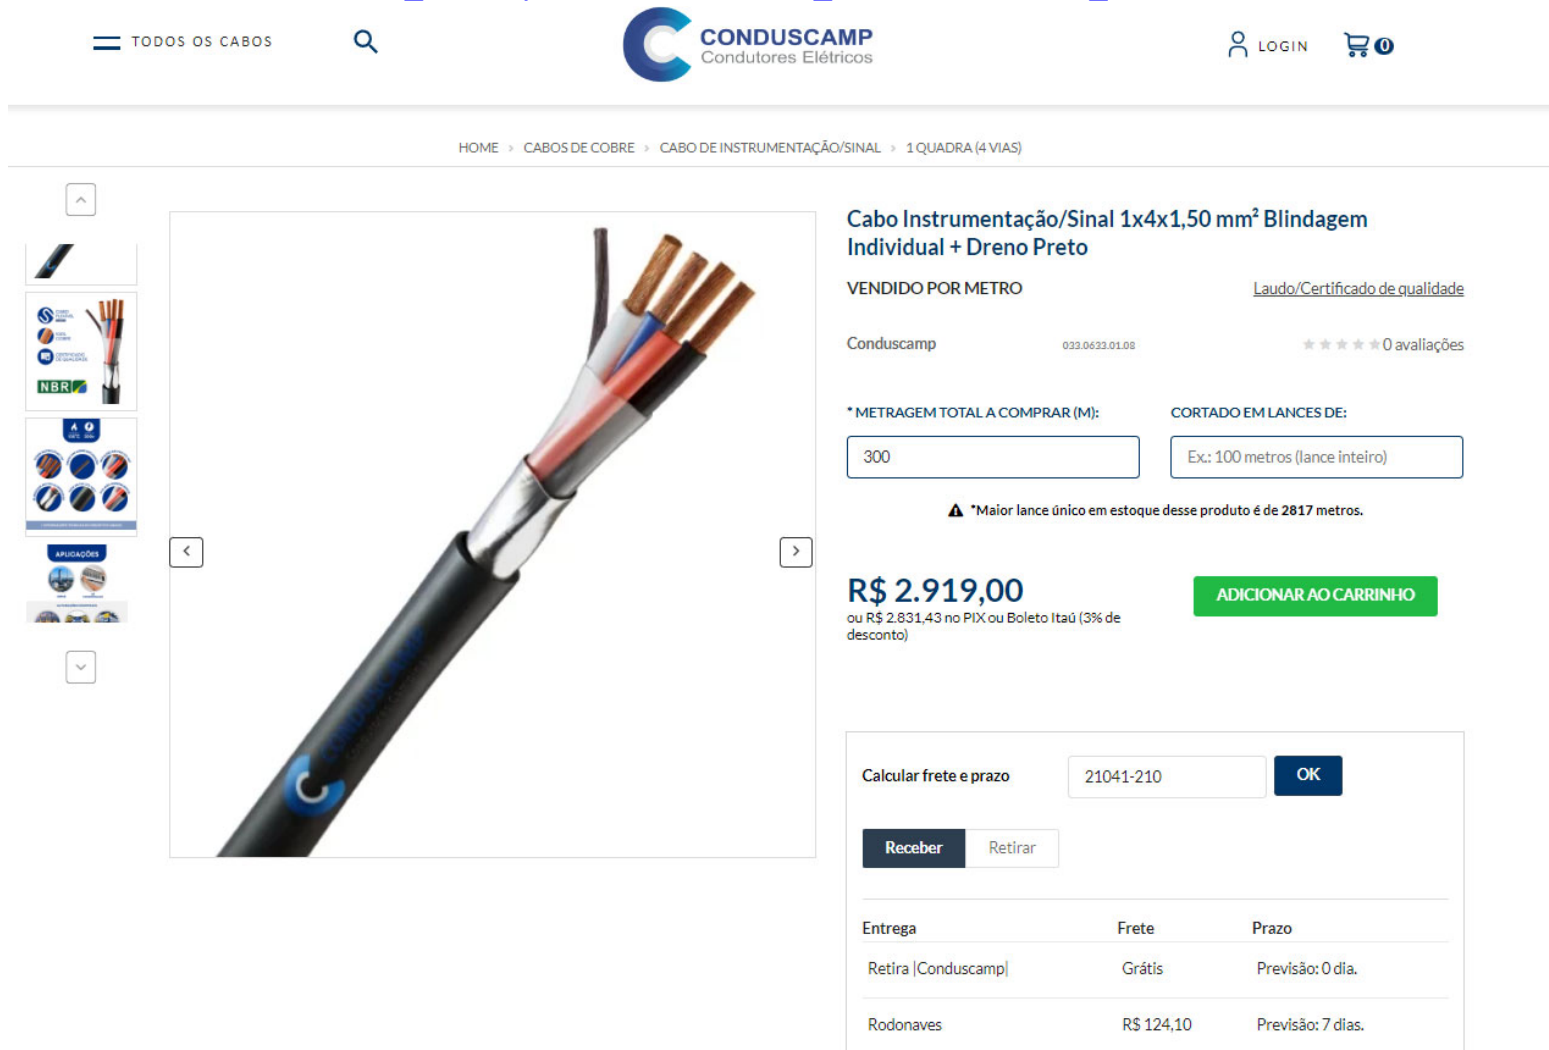 TODOS OS CABOS
CONDUSCAMP
Condutores Elétricos
LOGIN
0
HOME > CABOS DE COBRE > CABO DE INSTRUMENTAÇÃO/SINAL > 1 QUADRA (4 VIAS)
NBR
APLICAÇÕES
CONDUSCAMP
Cabo Instrumentação/Sinal 1x4x1,50 mm² Blindagem
Individual + Dreno Preto
VENDIDO POR METRO
Laudo/Certificado de qualidade
Conduscamp
033.0633.01.08
0 avaliações
* METRAGEM TOTAL A COMPRAR (M):
CORTADO EM LANCES DE:
300
Ex.: 100 metros (lance inteiro)
*Maior lance único em estoque desse produto é de 2817 metros.
R$ 2.919,00
ou R$ 2.831,43 no PIX ou Boleto Itaú (3% de
desconto)
ADICIONAR AO CARRINHO
Calcular frete e prazo
21041-210
OK
Receber
Retirar
Entrega Frete Prazo
Retira |Conduscamp| Grátis Previsão: 0 dia.
Rodonaves R$ 124,10 Previsão: 7 dias.